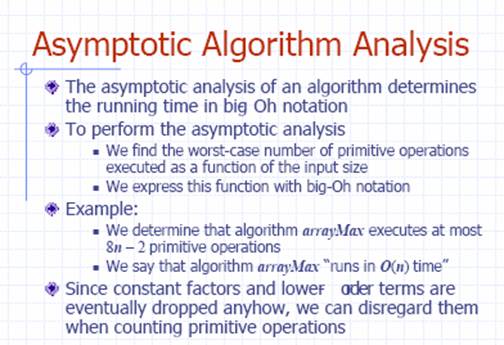 Asymptotic Algorithm Analysis
The asymptotic analysis of an algorithm determines
the running time in big Oh notation
To perform the asymptotic analysis
We find the worst-case number of primitive operations
executed as a function of the input size
We express this function with big-Oh notation
Example:
We determine that algorithm arrayMax executes at most
8n – 2 primitive operations
We say that algorithm arrayMax “runs in O(n) time”
Since constant factors and lower-order terms are
eventually dropped anyhow, we can disregard them
when counting primitive operations